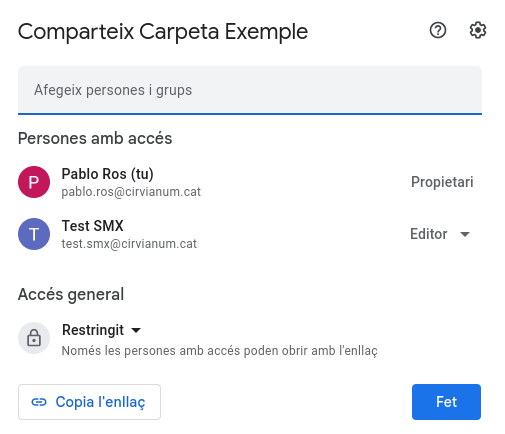 Comparteix Carpeta Exemple
Afegeix persones i grups
Persones amb accés
P
Pablo Ros (tu)
pablo.ros@cirvianum.cat
Propietari
T
Test SMX
test.smx@cirvianum.cat
Editor
Accés general
Restringit
Només les persones amb accés poden obrir amb l'enllaç
Copia l'enllaç
Fet